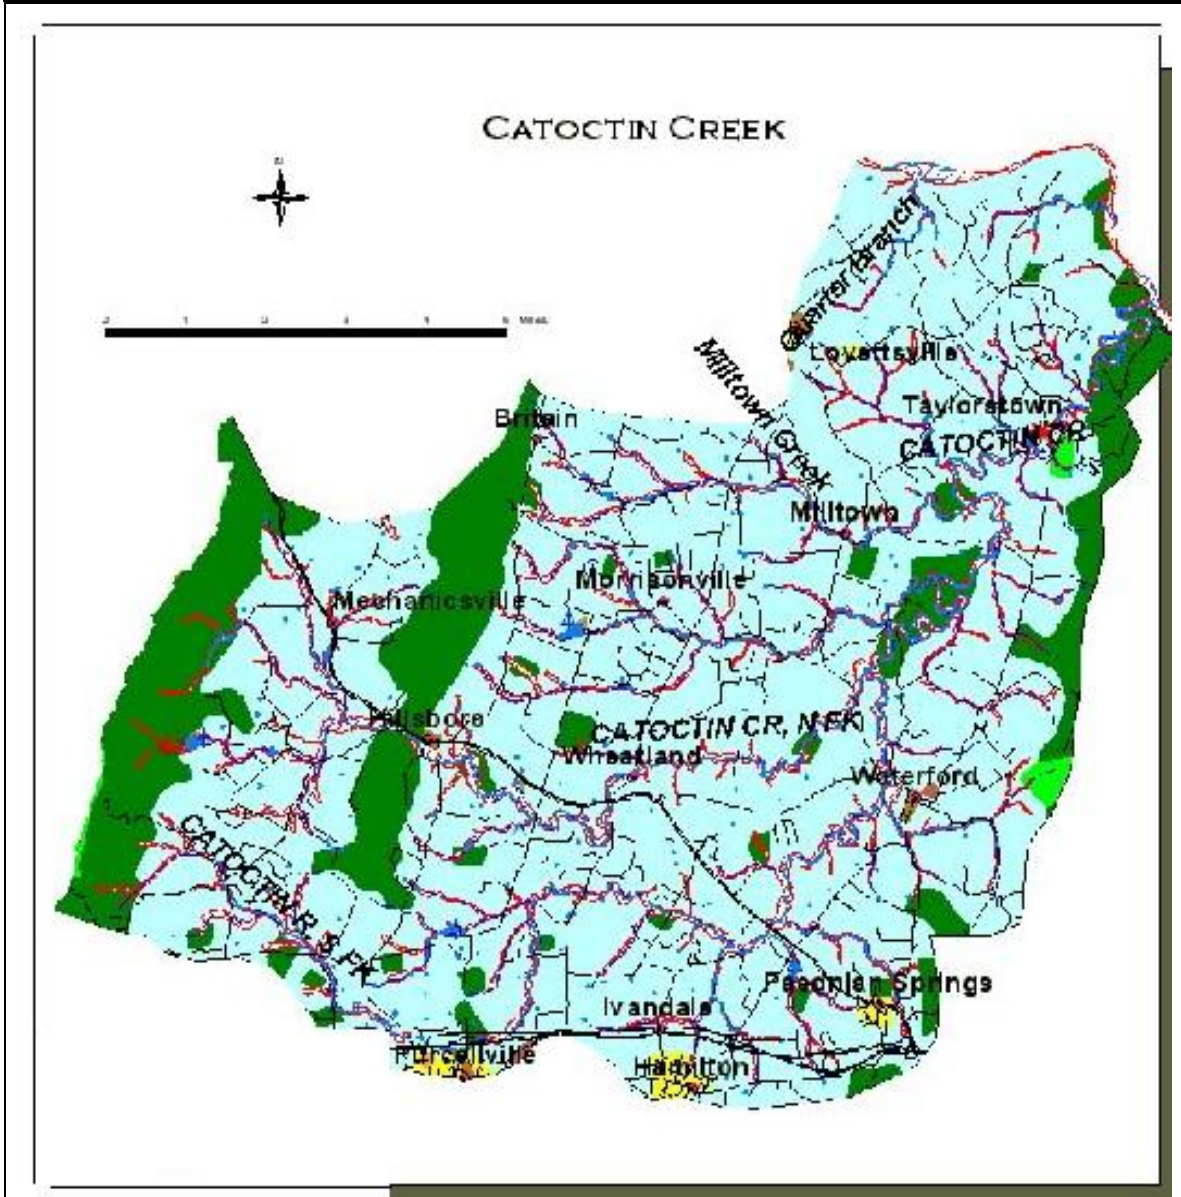 CATOCTIN CREEK
Quarter Branch
Lovettsville
Milltown Creek
Taylorstown
Britain
CATOCTIN CR
Milltown
Morrisonville
Mechanicsville
Hillsboro
CATOCTIN CR, N FK
Wheatland
Waterford
CATOCTIN R, S FK
Paeonian Springs
Ivandale
Purcellville
Hamilton